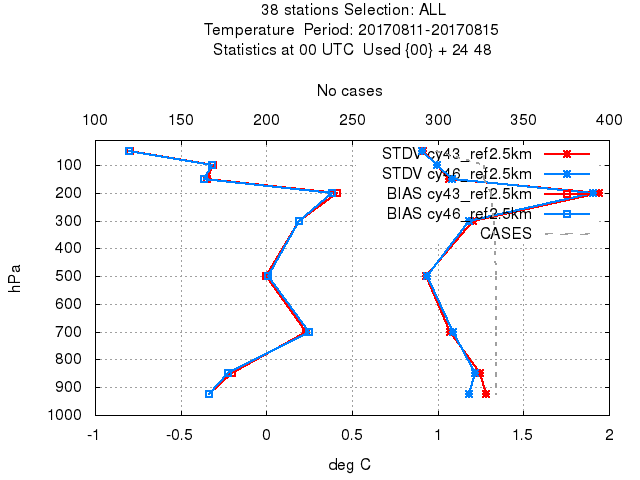 38 stations Selection: ALL
Temperature  Period: 20170811-20170815
Statistics at 00 UTC  Used {00} + 24 48
No cases
100 150 200 250 300 350 400
STDV cy43_ref2.5km
STDV cy46_ref2.5km
BIAS cy43_ref2.5km
BIAS cy46_ref2.5km
CASES
100
200
300
400
500
600
700
800
900
1000
hPa
-1 -0.5 0 0.5 1 1.5 2
deg C